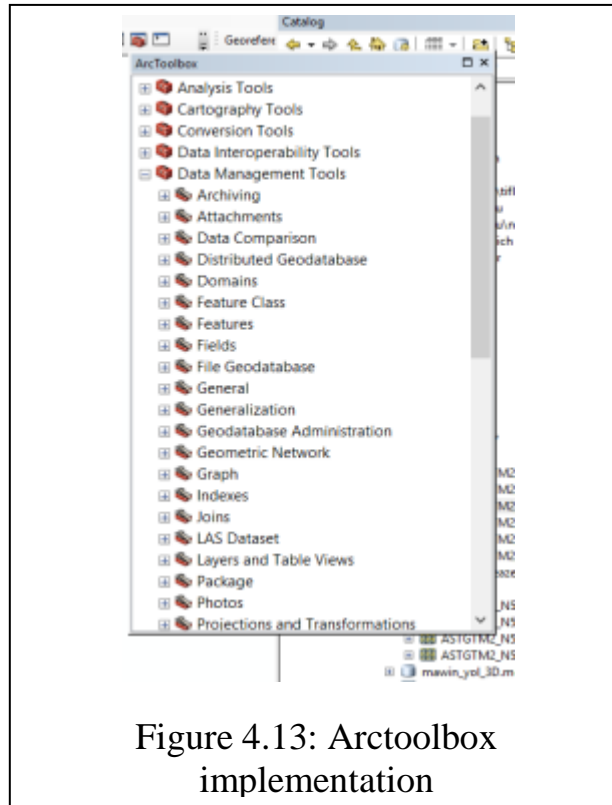 Catalog
Georefere
ArcToolbox
Analysis Tools
Cartography Tools
Conversion Tools
Data Interoperability Tools
Data Management Tools
Archiving
Attachments
Data Comparison
Distributed Geodatabase
Domains
Feature Class
Features
Fields
File Geodatabase
General
Generalization
Geodatabase Administration
Geometric Network
Graph
Indexes
Joins
LAS Dataset
Layers and Table Views
Package
Photos
Projections and Transformations
ASTGTM2_N5
ASTGTM2_N5
mawin_yol_3D.m
Figure 4.13: Arctoolbox
implementation